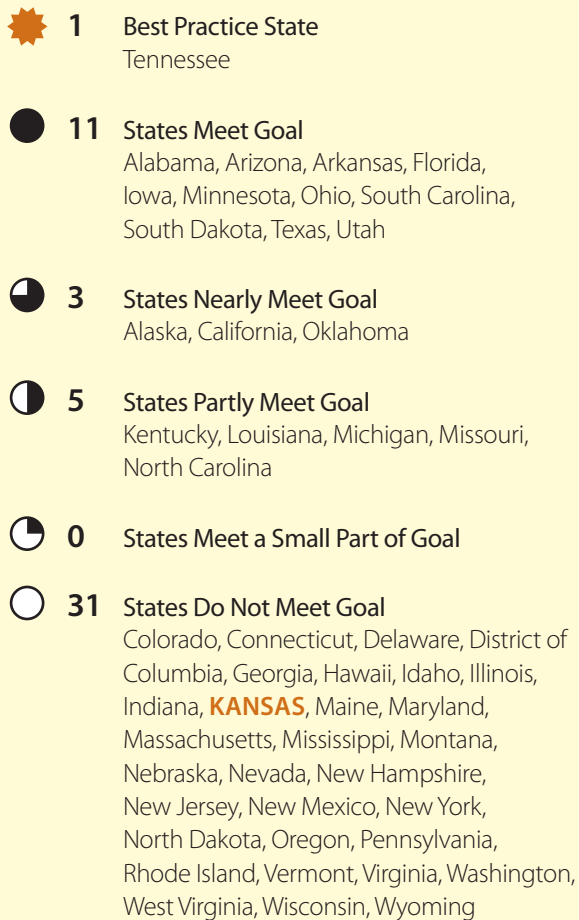 1 Best Practice State
Tennessee
11 States Meet Goal
Alabama, Arizona, Arkansas, Florida,
Iowa, Minnesota, Ohio, South Carolina,
South Dakota, Texas, Utah
3 States Nearly Meet Goal
Alaska, California, Oklahoma
5 States Partly Meet Goal
Kentucky, Louisiana, Michigan, Missouri,
North Carolina
0 States Meet a Small Part of Goal
31 States Do Not Meet Goal
Colorado, Connecticut, Delaware, District of
Columbia, Georgia, Hawaii, Idaho, Illinois,
Indiana, KANSAS, Maine, Maryland,
Massachusetts, Mississippi, Montana,
Nebraska, Nevada, New Hampshire,
New Jersey, New Mexico, New York,
North Dakota, Oregon, Pennsylvania,
Rhode Island, Vermont, Virginia, Washington,
West Virginia, Wisconsin, Wyoming